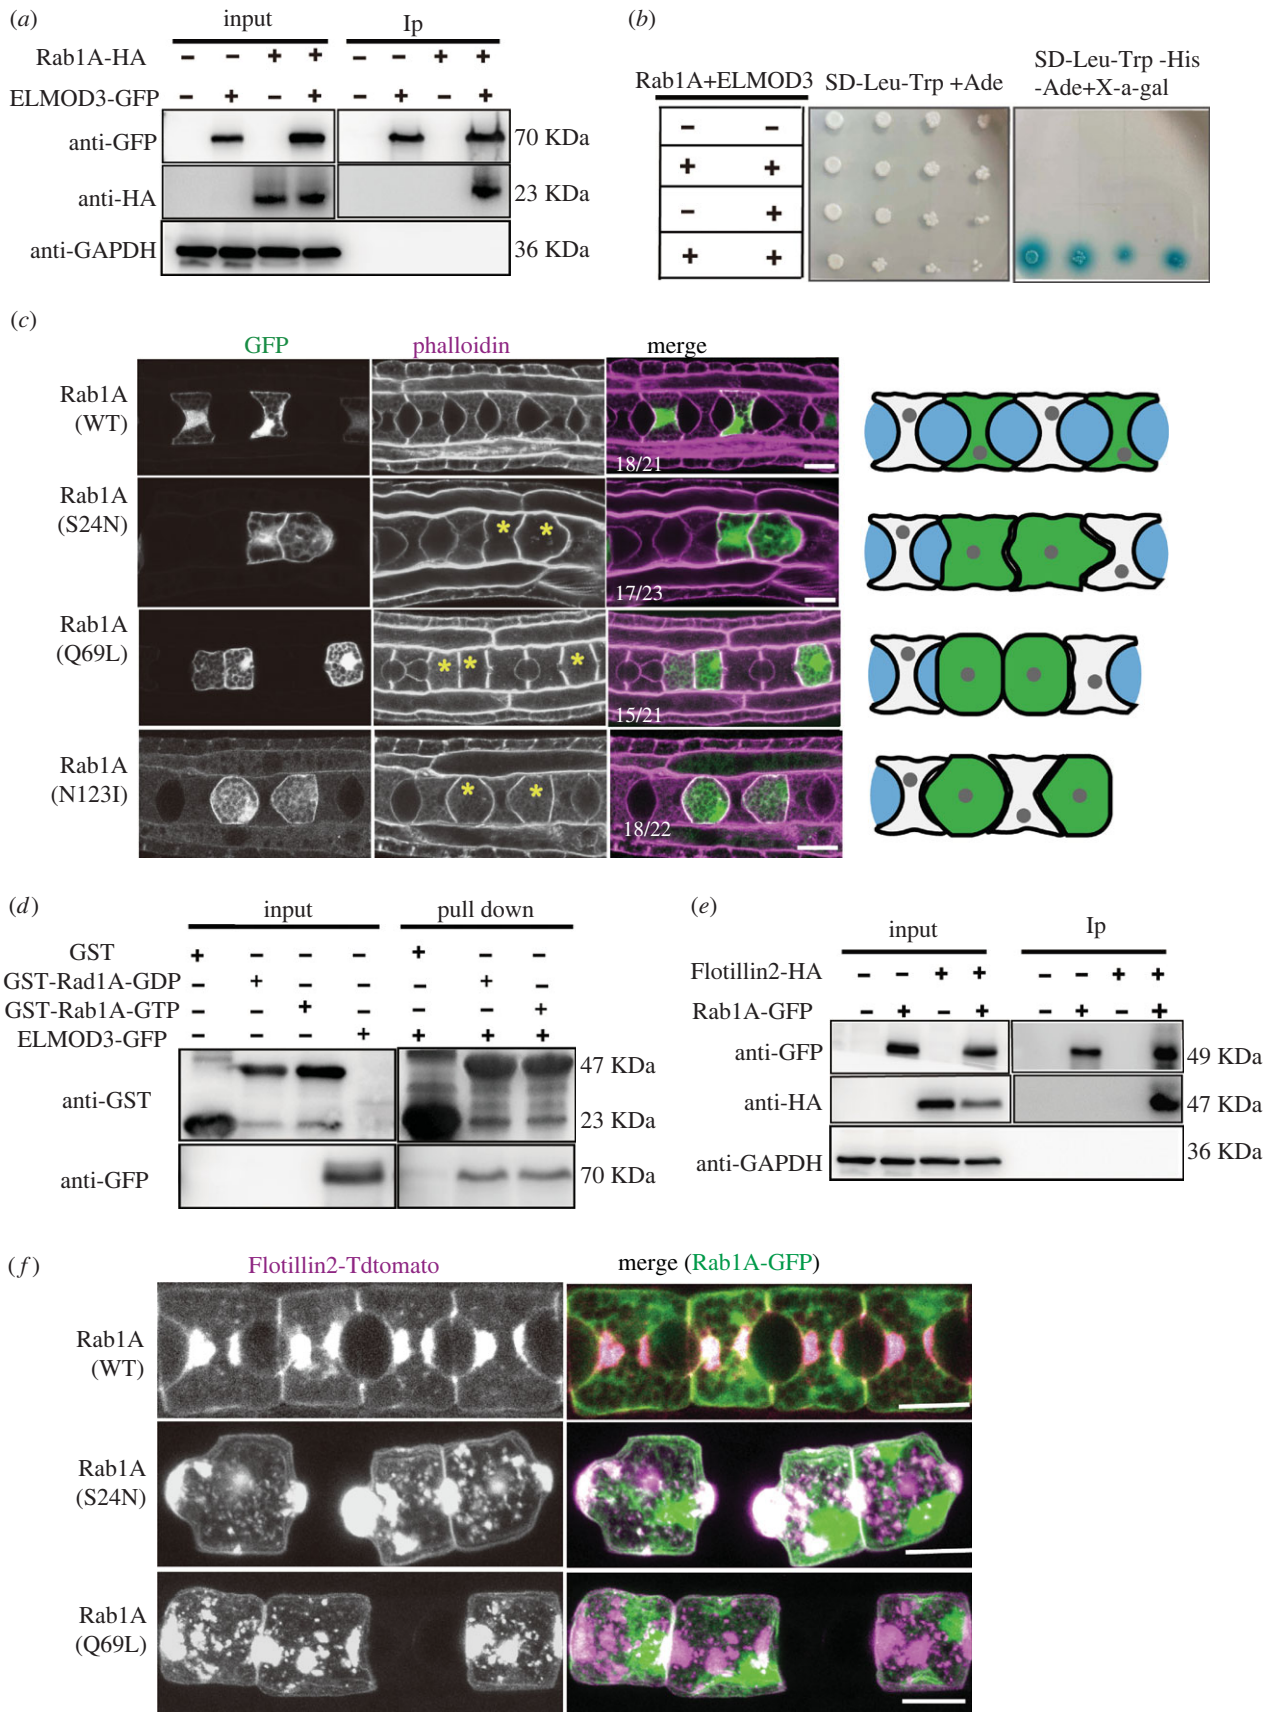 (a)
input Ip
Rab1A-HA − − + + − − + +
ELMOD3-GFP − + − + − + − +
anti-GFP 70 KDa
anti-HA 23 KDa
anti-GAPDH 36 KDa
(b)
Rab1A+ELMOD3 SD-Leu-Trp +Ade SD-Leu-Trp -His
-Ade+X-a-gal
− −
+ +
− +
+ +
(c)
GFP phalloidin merge
Rab1A
(WT)
18/21
Rab1A
(S24N)
* *
17/23
Rab1A
(Q69L)
* * *
15/21
Rab1A
(N123I)
* *
18/22
(d)
input pull down
GST + − − − + − −
GST-Rad1A-GDP − + − − − + −
GST-Rab1A-GTP − − + − − − +
ELMOD3-GFP − − − + + + +
anti-GST 47 KDa
23 KDa
anti-GFP 70 KDa
(e)
input Ip
Flotillin2-HA − − + + − − + +
Rab1A-GFP − + − + − + − +
anti-GFP 49 KDa
anti-HA 47 KDa
anti-GAPDH 36 KDa
(f)
Flotillin2-Tdtomato merge (Rab1A-GFP)
Rab1A
(WT)
Rab1A
(S24N)
Rab1A
(Q69L)